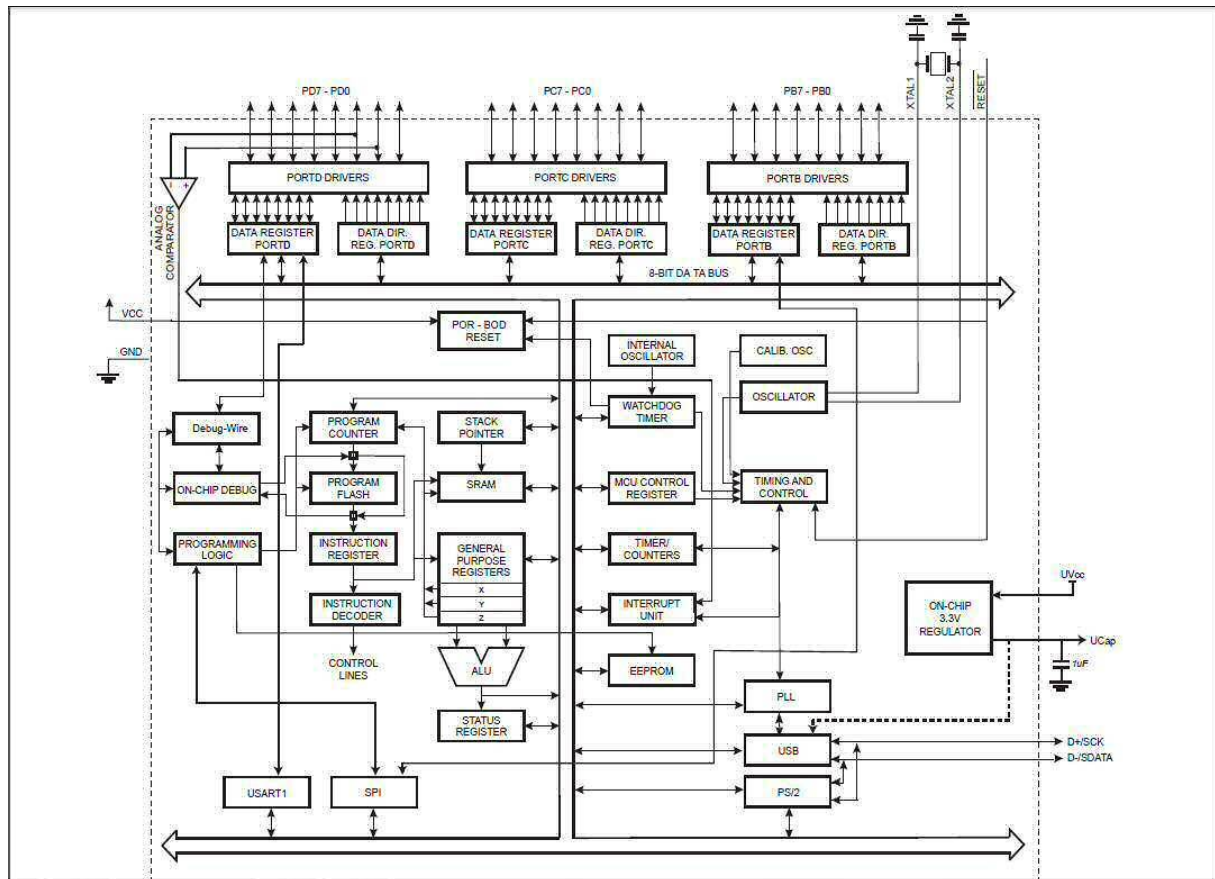 XTAL1
XTAL2
RESET
PD7 - PD0
PC7 - PC0
PB7 - PB0
- +
ANALOG
COMPARATOR
PORTD DRIVERS
PORTC DRIVERS
PORTB DRIVERS
DATA REGISTER
PORTD
DATA DIR.
REG. PORTD
DATA REGISTER
PORTC
DATA DIR.
REG. PORTC
DATA REGISTER
PORTB
DATA DIR.
REG. PORTB
8-BIT DA TA BUS
VCC
GND
POR - BOD
RESET
INTERNAL
OSCILLATOR
CALIB. OSC
OSCILLATOR
WATCHDOG
TIMER
Debug-Wire
PROGRAM
COUNTER
STACK
POINTER
ON-CHIP DEBUG
PROGRAM
FLASH
SRAM
MCU CONTROL
REGISTER
TIMING AND
CONTROL
PROGRAMMING
LOGIC
INSTRUCTION
REGISTER
GENERAL
PURPOSE
REGISTERS
X
Y
Z
TIMER/
COUNTERS
INSTRUCTION
DECODER
INTERRUPT
UNIT
ON-CHIP
3.3V
REGULATOR
UVcc
UCap
1uF
CONTROL
LINES
ALU
EEPROM
STATUS
REGISTER
PLL
USB
PS/2
D+/SCK
D-/SDATA
USART1
SPI